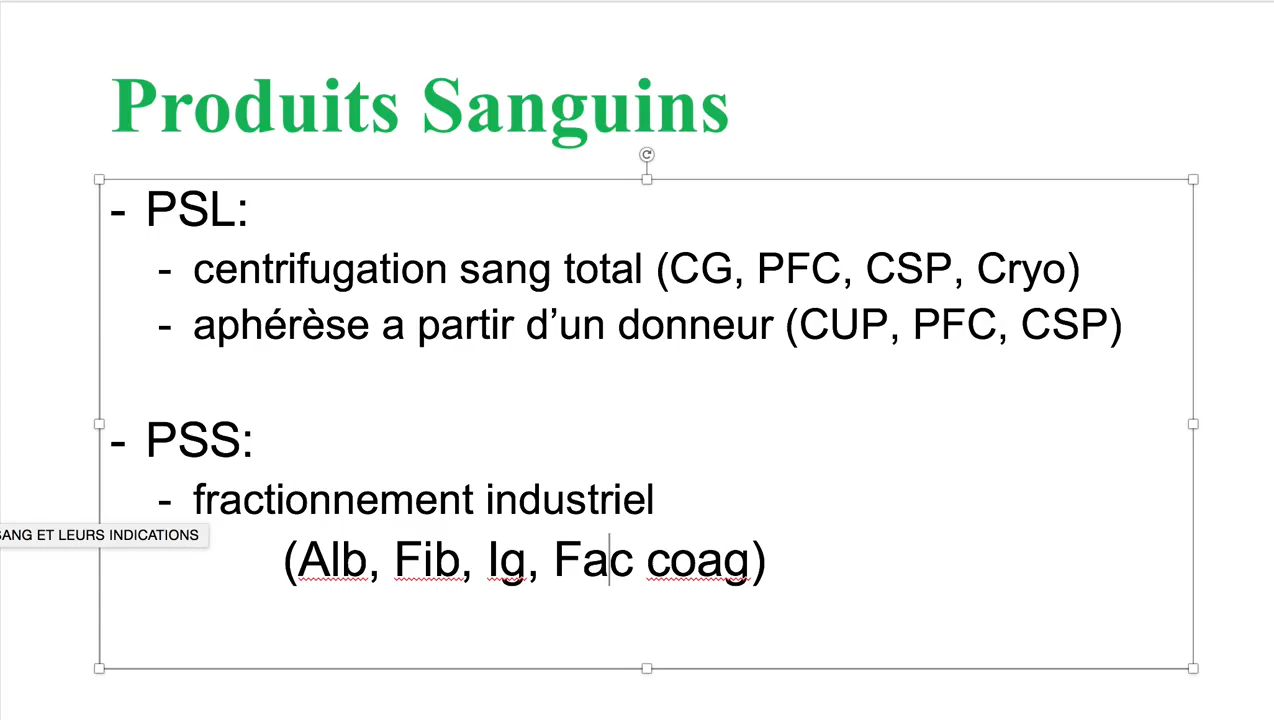 Produits Sanguins
- PSL:
- centrifugation sang total (CG, PFC, CSP, Cryo)
- aphérèse a partir d’un donneur (CUP, PFC, CSP)
- PSS:
- fractionnement industriel
SANG ET LEURS INDICATIONS
(Alb, Fib, Ig, Fac coag)